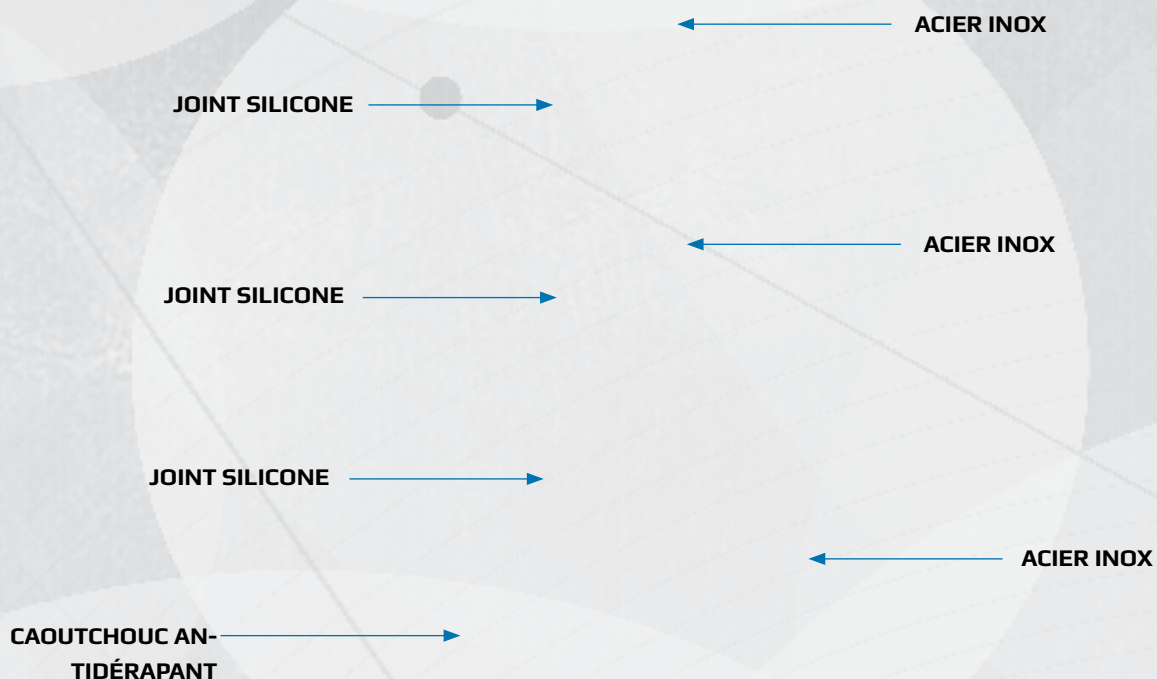 ACIER INOX
JOINT SILICONE
ACIER INOX
JOINT SILICONE
JOINT SILICONE
ACIER INOX
CAOUTCHOUC AN-
TIDÉRAPANT